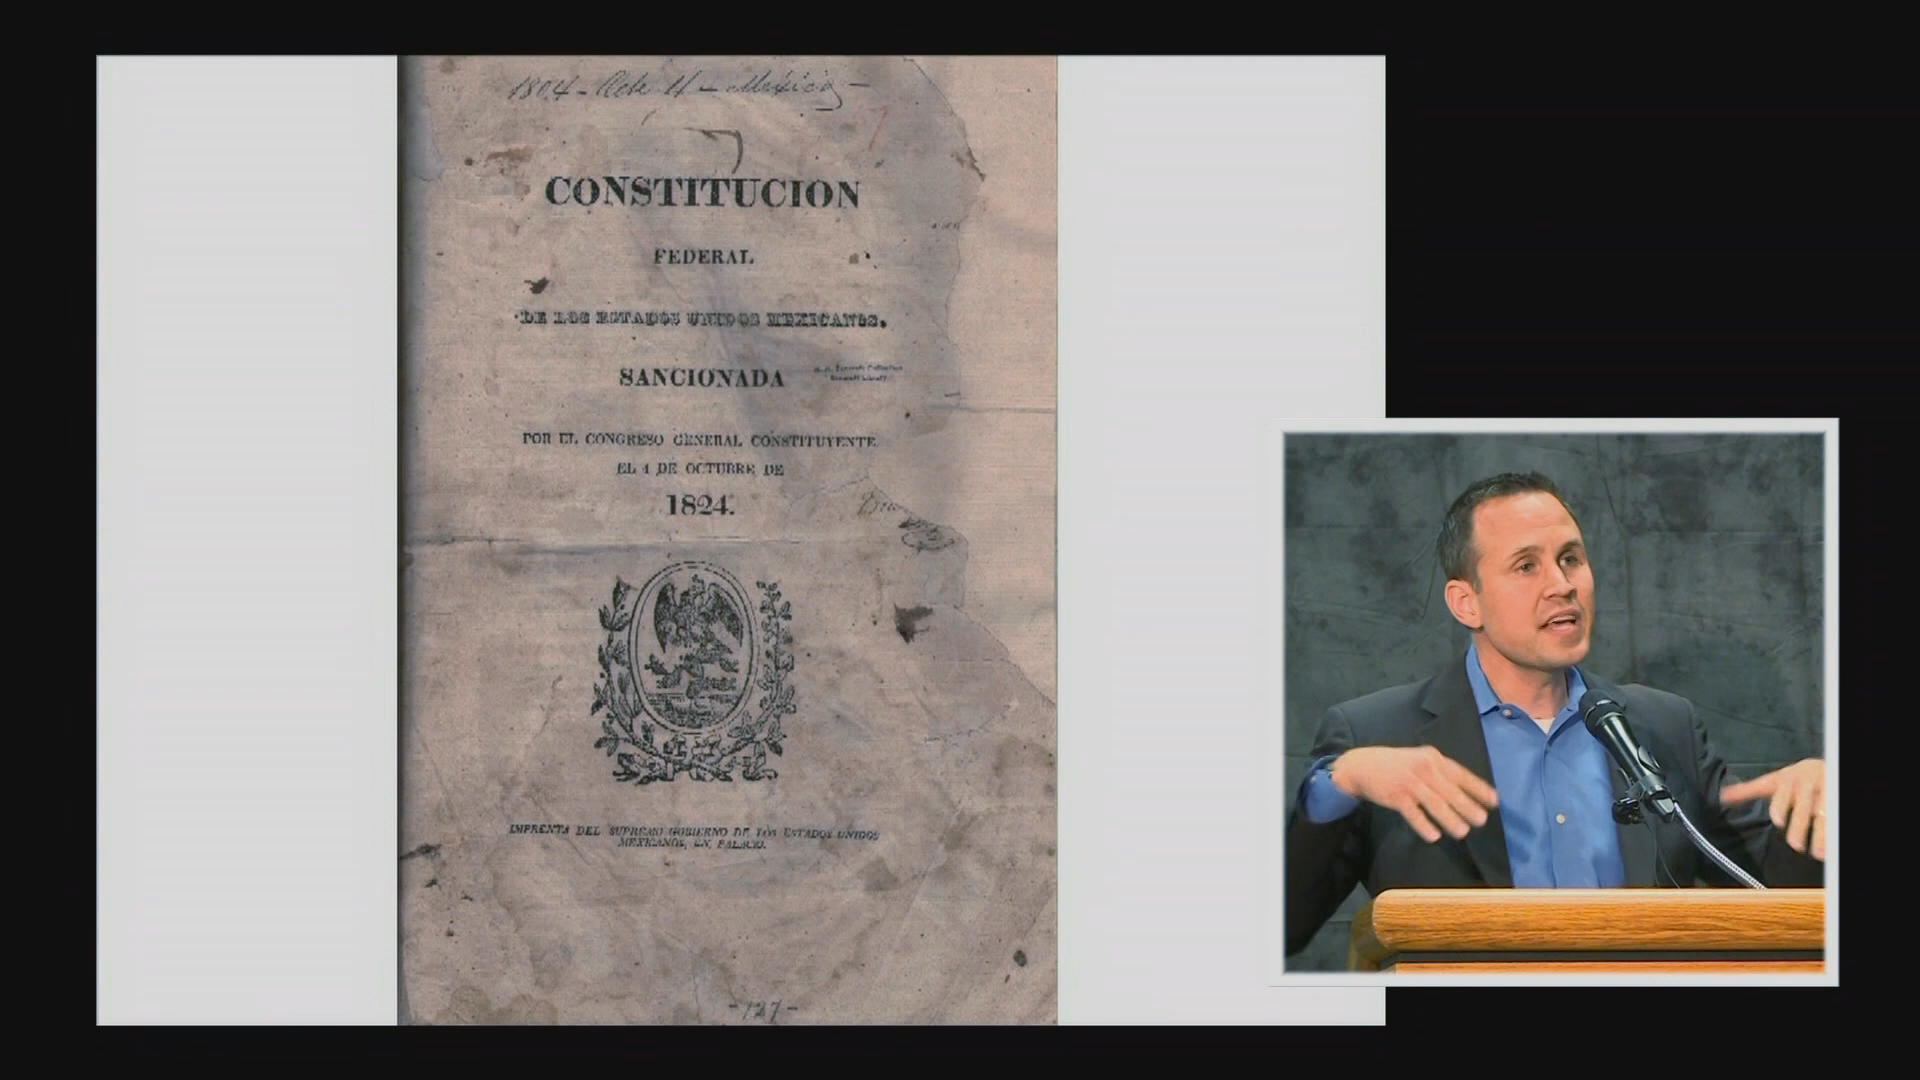 CONSTITUCION
FEDERAL
DE LOS ESTADOS UNIDOS MEXICANOS,
SANCIONADA
POR EL CONGRESO GENERAL CONSTITUYENTE
EL 4 DE OCTUBRE DE
1824.
IMPRENTA DEL SUPREMO GOBIERNO DE LOS ESTADOS UNIDOS
MEXICANOS, EN PALACIO.
-127-